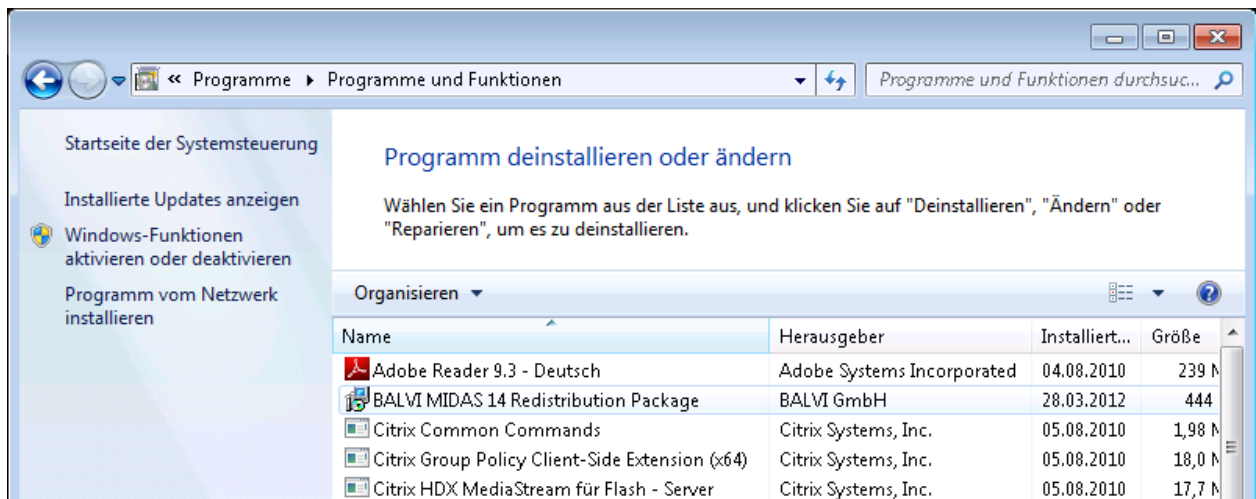 « Programme ▸ Programme und Funktionen
Programme und Funktionen durchsuc...
Startseite der Systemsteuerung
Installierte Updates anzeigen
Windows-Funktionen
aktivieren oder deaktivieren
Programm vom Netzwerk
installieren
Programm deinstallieren oder ändern
Wählen Sie ein Programm aus der Liste aus, und klicken Sie auf "Deinstallieren", "Ändern" oder
"Reparieren", um es zu deinstallieren.
Organisieren
Name Herausgeber Installiert... Größe
Adobe Reader 9.3 - Deutsch Adobe Systems Incorporated 04.08.2010 239
BALVI MIDAS 14 Redistribution Package BALVI GmbH 28.03.2012 444
Citrix Common Commands Citrix Systems, Inc. 05.08.2010 1,98
Citrix Group Policy Client-Side Extension (x64) Citrix Systems, Inc. 05.08.2010 18,0
Citrix HDX MediaStream für Flash - Server Citrix Systems, Inc. 05.08.2010 17,7